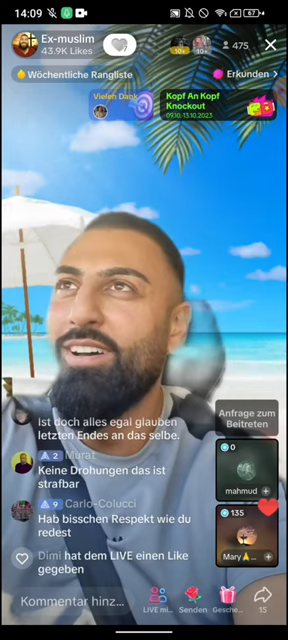 14:09
67
Ex-muslim
43.9K Likes
10+
10+
475
Wöchentliche Rangliste
Erkunden
Vielen Dank
Kopf An Kopf
Knockout
09.10-13.10.2023
Ist doch alles egal glauben
letzten Endes an das selbe.
2 Murat
Keine Drohungen das ist
strafbar
9 Carlo-Colucci
Hab bisschen Respekt wie du
redest
Dimi hat dem LIVE einen Like
gegeben
Anfrage zum
Beitreten
0
mahmud
135
Mary
Kommentar hinz...
LIVE mi...
Senden
Gesche...
15